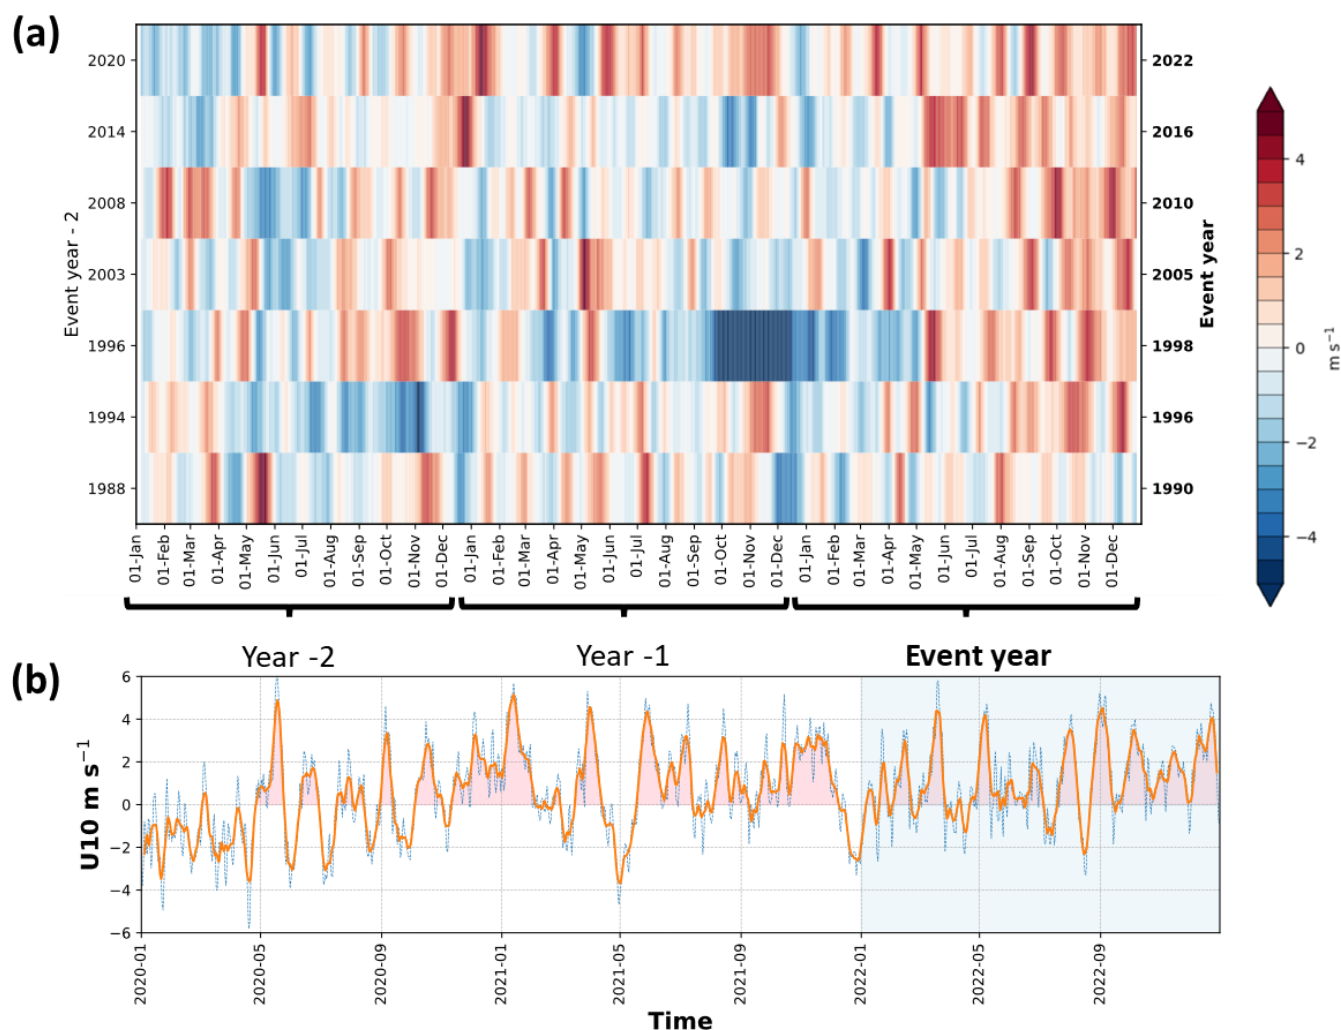 (a)
Event year - 2
2020
2014
2008
2003
1996
1994
1988
2022
2016
2010
2005
1998
1996
1990
Event year
4
2
0
−2
−4
m s⁻¹
01-Jan
01-Feb
01-Mar
01-Apr
01-May
01-Jun
01-Jul
01-Aug
01-Sep
01-Oct
01-Nov
01-Dec
01-Jan
01-Feb
01-Mar
01-Apr
01-May
01-Jun
01-Jul
01-Aug
01-Sep
01-Oct
01-Nov
01-Dec
01-Jan
01-Feb
01-Mar
01-Apr
01-May
01-Jun
01-Jul
01-Aug
01-Sep
01-Oct
01-Nov
01-Dec
Year -2
Year -1
Event year
(b)
U10 m s⁻¹
6
4
2
0
−2
−4
−6
2020-01
2020-05
2020-09
2021-01
2021-05
2021-09
2022-01
2022-05
2022-09
Time